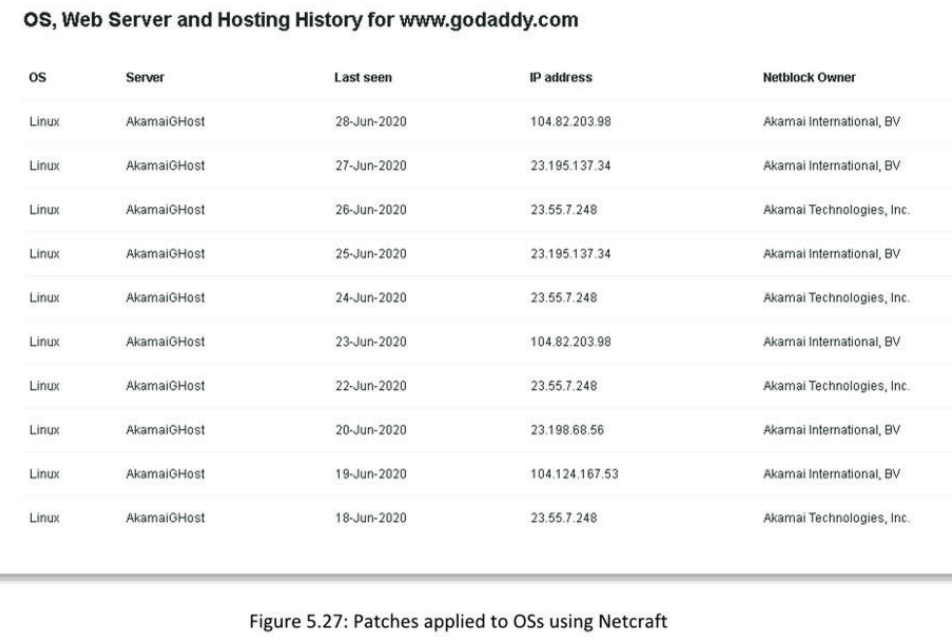 OS, Web Server and Hosting History for www.godaddy.com
OS Server Last seen IP address Netblock Owner
Linux AkamaiGHost 28-Jun-2020 104.82.203.98 Akamai International, BV
Linux AkamaiGHost 27-Jun-2020 23.195.137.34 Akamai International, BV
Linux AkamaiGHost 26-Jun-2020 23.55.7.248 Akamai Technologies, Inc.
Linux AkamaiGHost 25-Jun-2020 23.195.137.34 Akamai International, BV
Linux AkamaiGHost 24-Jun-2020 23.55.7.248 Akamai Technologies, Inc.
Linux AkamaiGHost 23-Jun-2020 104.82.203.98 Akamai International, BV
Linux AkamaiGHost 22-Jun-2020 23.55.7.248 Akamai Technologies, Inc.
Linux AkamaiGHost 20-Jun-2020 23.198.68.56 Akamai International, BV
Linux AkamaiGHost 19-Jun-2020 104.124.167.53 Akamai International, BV
Linux AkamaiGHost 18-Jun-2020 23.55.7.248 Akamai Technologies, Inc.
Figure 5.27: Patches applied to OSs using Netcraft